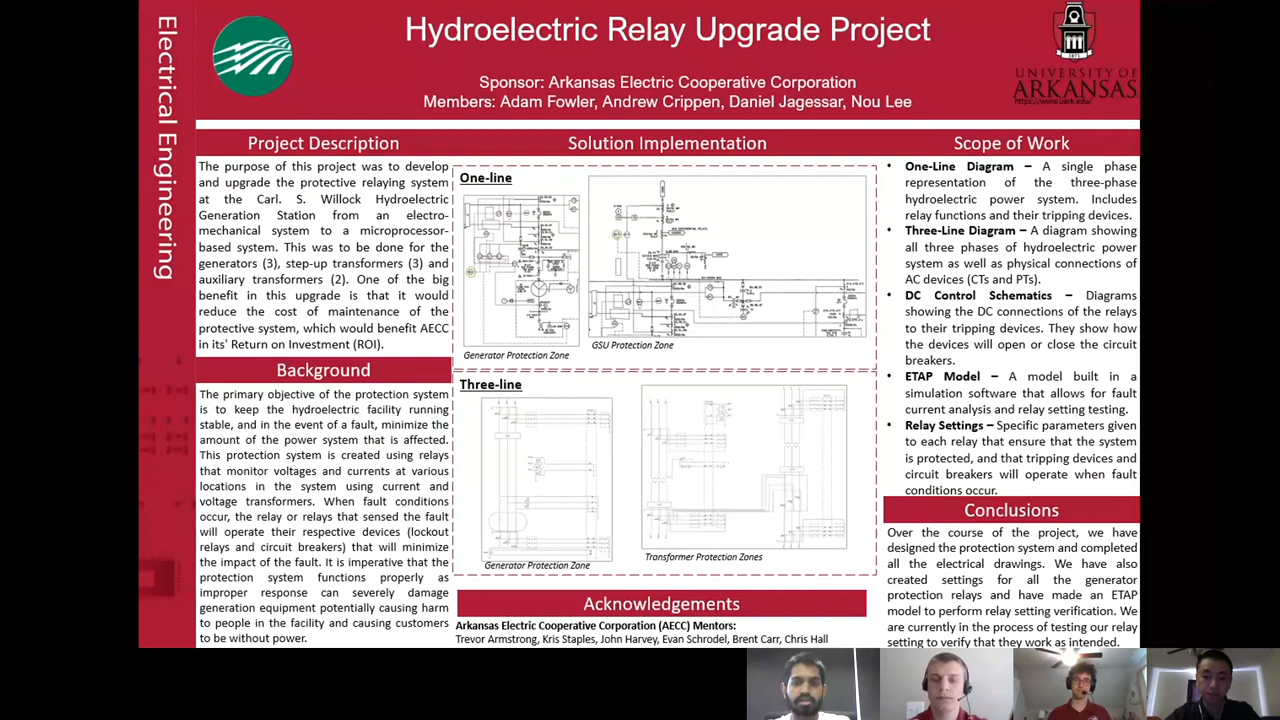 Electrical Engineering
Hydroelectric Relay Upgrade Project
Sponsor: Arkansas Electric Cooperative Corporation
Members: Adam Fowler, Andrew Crippen, Daniel Jagessar, Nou Lee
UNIVERSITY OF
ARKANSAS
https://www.uark.edu/
Project Description
The purpose of this project was to develop
and upgrade the protective relaying system
at the Carl. S. Willock Hydroelectric
Generation Station from an electro-
mechanical system to a microprocessor-
based system. This was to be done for the
generators (3), step-up transformers (3) and
auxiliary transformers (2). One of the big
benefit in this upgrade is that it would
reduce the cost of maintenance of the
protective system, which would benefit AECC
in its' Return on Investment (ROI).
Background
The primary objective of the protection system
is to keep the hydroelectric facility running
stable, and in the event of a fault, minimize the
amount of the power system that is affected.
This protection system is created using relays
that monitor voltages and currents at various
locations in the system using current and
voltage transformers. When fault conditions
occur, the relay or relays that sensed the fault
will operate their respective devices (lockout
relays and circuit breakers) that will minimize
the impact of the fault. It is imperative that the
protection system functions properly as
improper response can severely damage
generation equipment potentially causing harm
to people in the facility and causing customers
to be without power.
Solution Implementation
One-line
Generator Protection Zone
GSU Protection Zone
Three-line
Generator Protection Zone
Transformer Protection Zones
Acknowledgements
Arkansas Electric Cooperative Corporation (AECC) Mentors:
Trevor Armstrong, Kris Staples, John Harvey, Evan Schrodel, Brent Carr, Chris Hall
Scope of Work
• One-Line Diagram – A single phase
representation of the three-phase
hydroelectric power system. Includes
relay functions and their tripping devices.
• Three-Line Diagram – A diagram showing
all three phases of hydroelectric power
system as well as physical connections of
AC devices (CTs and PTs).
• DC Control Schematics – Diagrams
showing the DC connections of the relays
to their tripping devices. They show how
the devices will open or close the circuit
breakers.
• ETAP Model – A model built in a
simulation software that allows for fault
current analysis and relay setting testing.
• Relay Settings – Specific parameters given
to each relay that ensure that the system
is protected, and that tripping devices and
circuit breakers will operate when fault
conditions occur.
Conclusions
Over the course of the project, we have
designed the protection system and completed
all the electrical drawings. We have also
created settings for all the generator
protection relays and have made an ETAP
model to perform relay setting verification. We
are currently in the process of testing our relay
setting to verify that they work as intended.